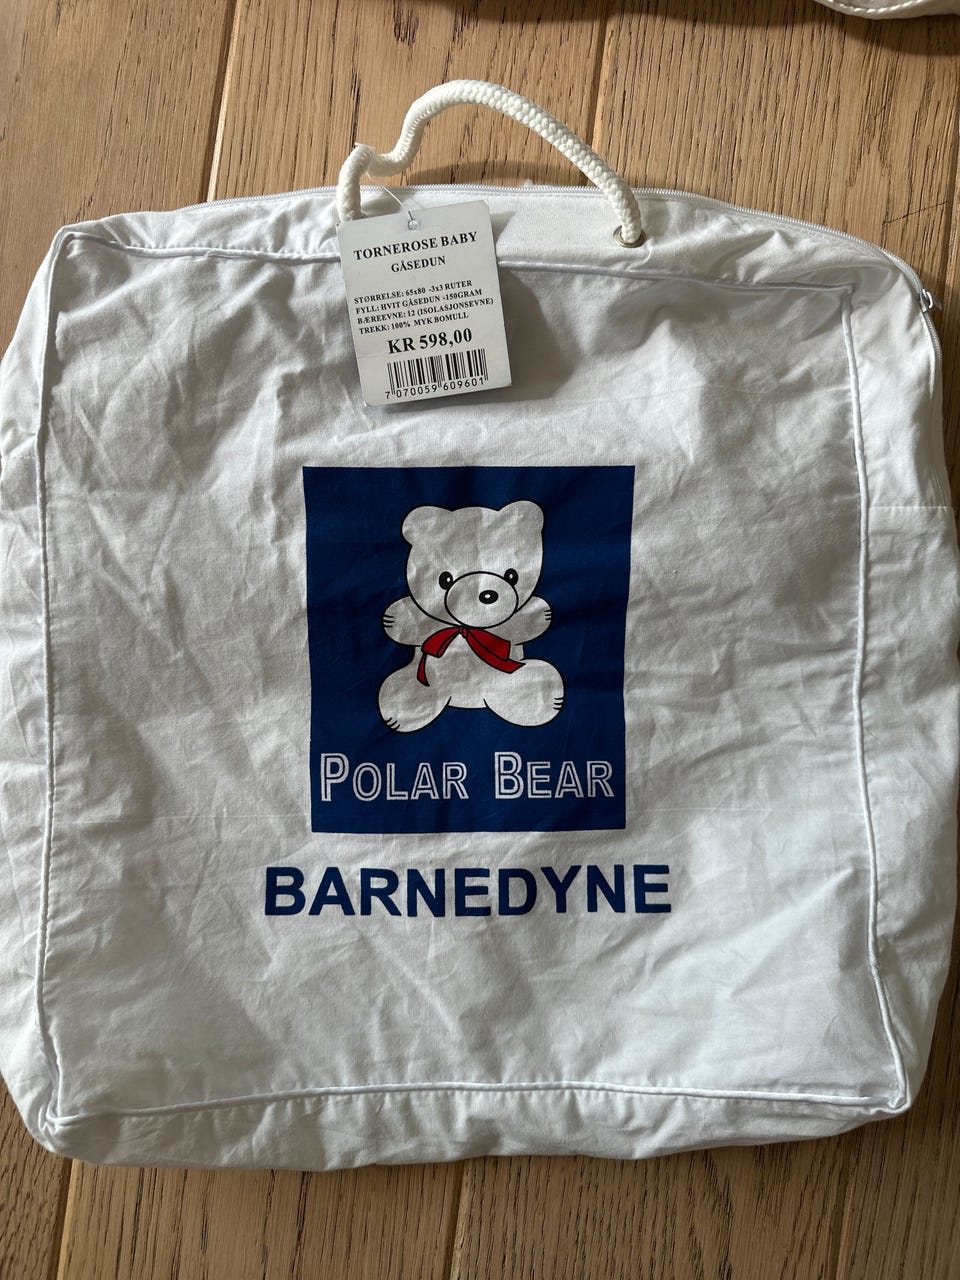 TORNEROSE BABY
GÅSEDUN
STØRRELSE: 65x80 -3x3 RUTER
FYLL: HVIT GÅSEDUN -150GRAM
BÆREEVNE: 12 (ISOLASJONSEVNE)
TREKK: 100% MYK BOMULL
KR 598,00
7 070059 609601
POLAR BEAR
BARNEDYNE